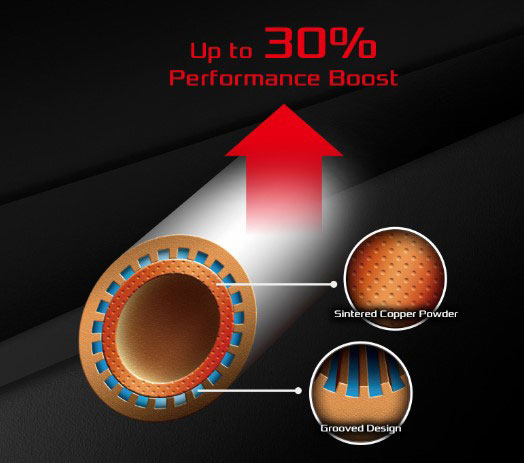 Up to 30%
Performance Boost
Sintered Copper Powder
Grooved Design